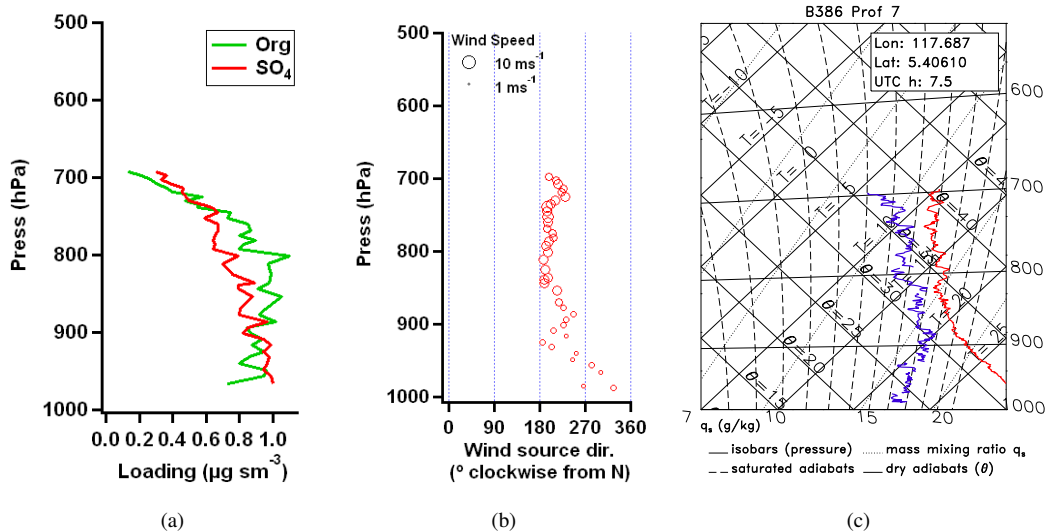 500
600
700
800
900
1000
Press (hPa)
Org
SO4
0.0 0.2 0.4 0.6 0.8 1.0
Loading (µg sm-3)
(a)
500
600
700
800
900
1000
Press (hPa)
Wind Speed
10 ms-1
1 ms-1
0 90 180 270 360
Wind source dir.
(º clockwise from N)
(b)
B386 Prof 7
Lon: 117.687
Lat: 5.40610
UTC h: 7.5
600
700
800
900
1000
T=-10
T=-5
T=0
θ=40
θ=35
θ=30
θ=25
θ=20
θ=15
7 10 15 20
qs (g/kg)
isobars (pressure) mass mixing ratio qs
saturated adiabats dry adiabats (θ)
(c)